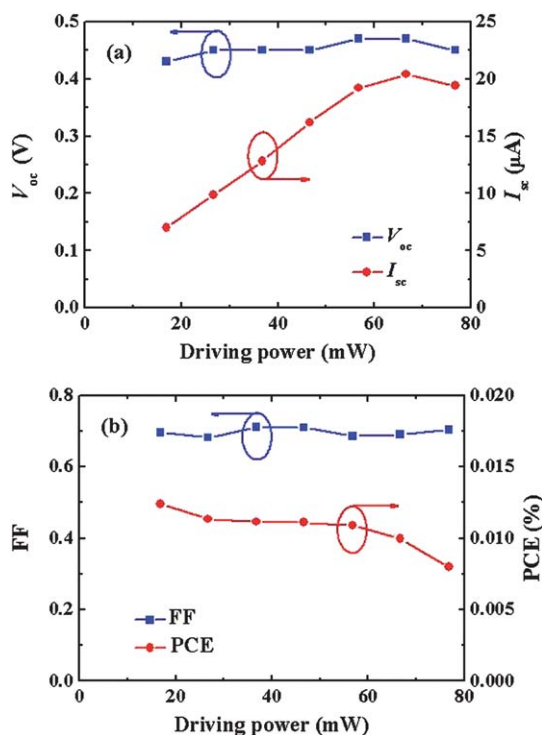 (a)
0.5
0.4
0.3
0.2
0.1
0.0
V_oc (V)
25
20
15
10
5
0
I_sc (μA)
V_oc
I_sc
0 20 40 60 80
Driving power (mW)
(b)
0.8
0.6
0.4
0.2
0.0
FF
0.020
0.015
0.010
0.005
0.000
PCE (%)
FF
PCE
0 20 40 60 80
Driving power (mW)